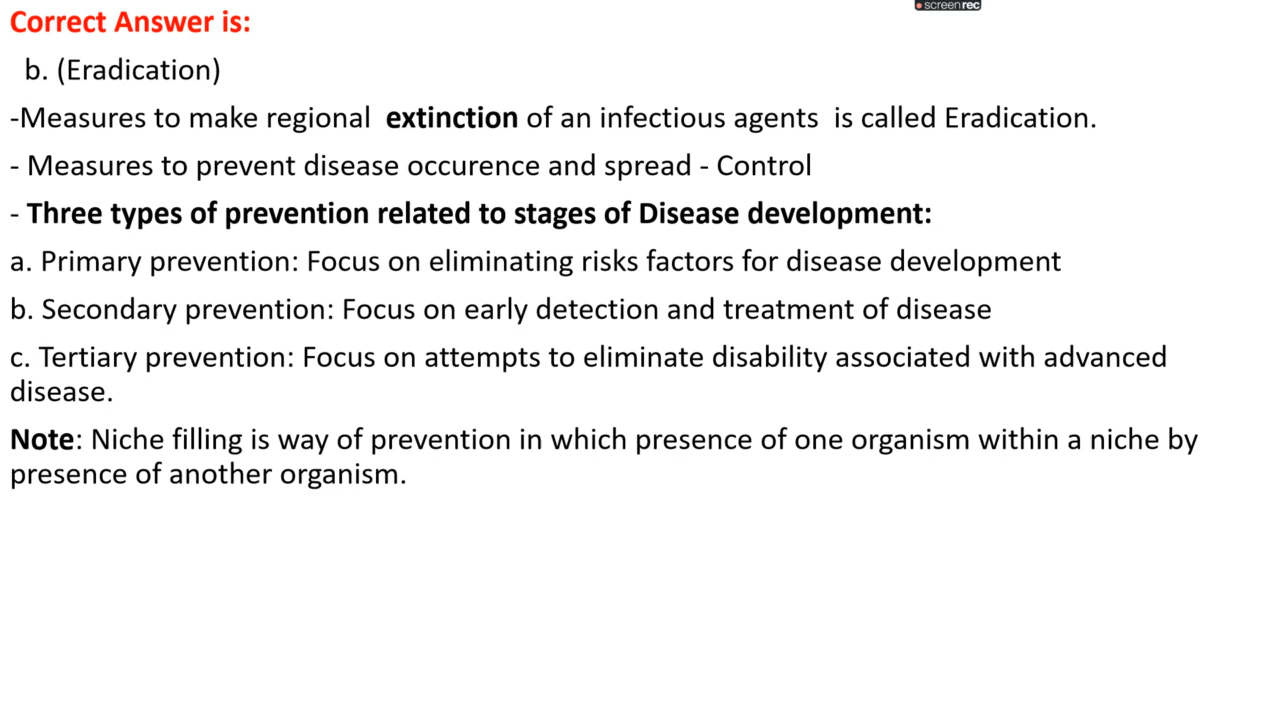 screenrec
Correct Answer is:
b. (Eradication)
-Measures to make regional extinction of an infectious agents is called Eradication.
- Measures to prevent disease occurence and spread - Control
- Three types of prevention related to stages of Disease development:
a. Primary prevention: Focus on eliminating risks factors for disease development
b. Secondary prevention: Focus on early detection and treatment of disease
c. Tertiary prevention: Focus on attempts to eliminate disability associated with advanced
disease.
Note: Niche filling is way of prevention in which presence of one organism within a niche by
presence of another organism.